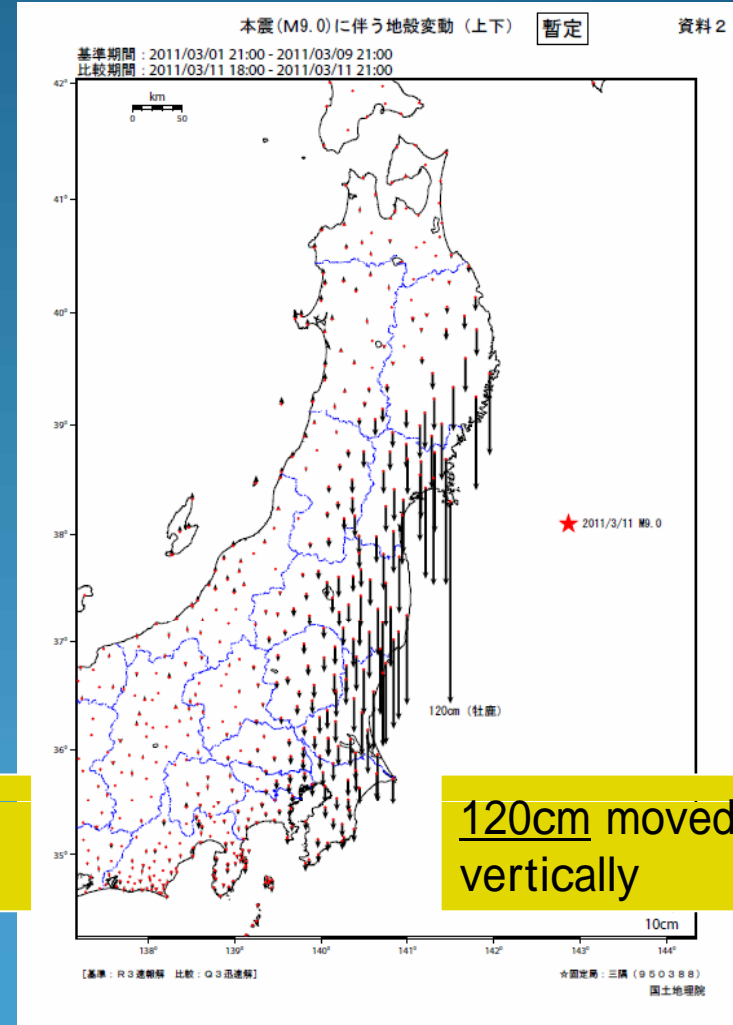 本震(M9.0)に伴う地殻変動(上下) 暫定 資料2
基準期間:2011/03/01 21:00 - 2011/03/09 21:00
比較期間:2011/03/11 18:00 - 2011/03/11 21:00
42°
km
0 50
41°
40°
39°
38°
2011/3/11 M9.0
37°
120cm (牡鹿)
36°
120cm moved
vertically
35°
10cm
138° 139° 140° 141° 142° 143° 144°
[基準:R3速報解 比較:Q3迅速解] ☆固定局:三隅(950388)
国土地理院